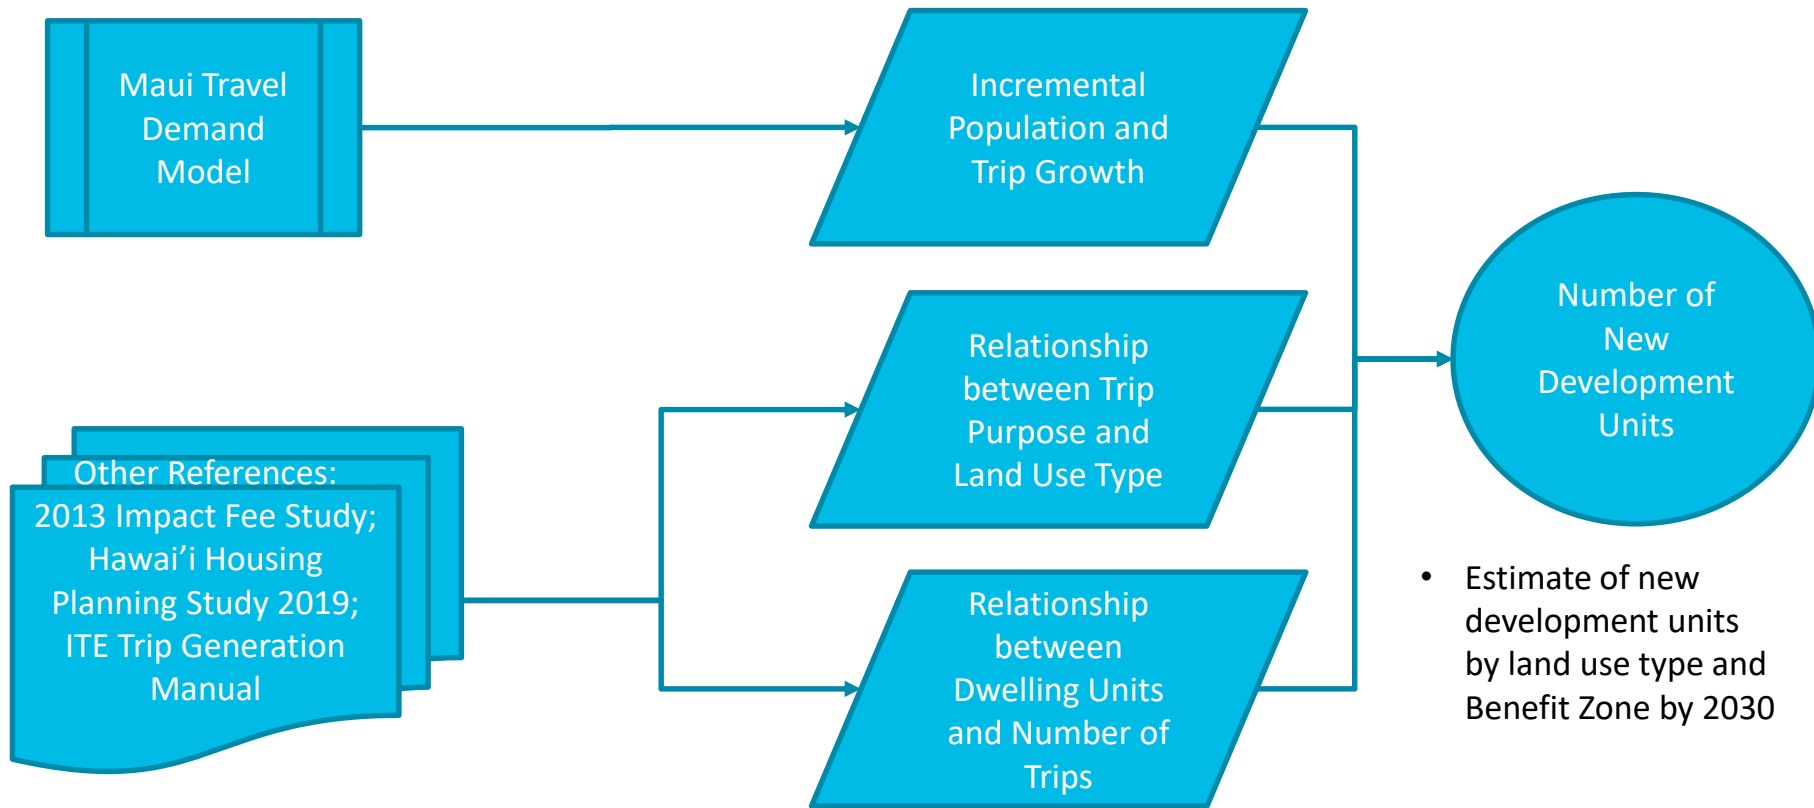 Maui Travel
Demand
Model
Incremental
Population and
Trip Growth
Relationship
between Trip
Purpose and
Land Use Type
Other References:
2013 Impact Fee Study;
Hawai’i Housing
Planning Study 2019;
ITE Trip Generation
Manual
Relationship
between
Dwelling Units
and Number of
Trips
Number of
New
Development
Units
• Estimate of new
development units
by land use type and
Benefit Zone by 2030